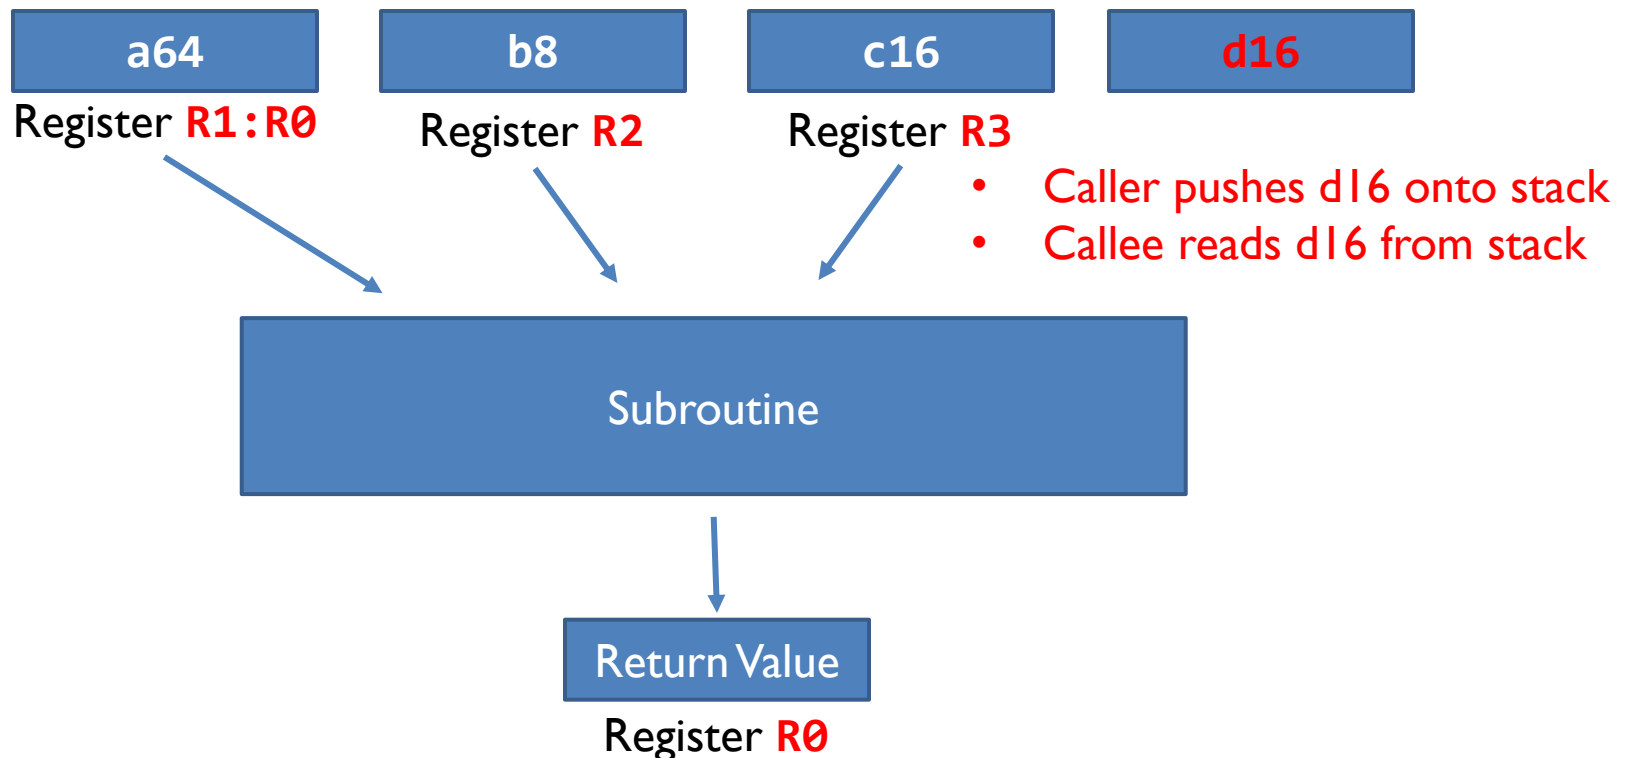 a64 b8 c16 d16
Register R1:R0 Register R2 Register R3
• Caller pushes d16 onto stack
• Callee reads d16 from stack
Subroutine
Return Value
Register R0